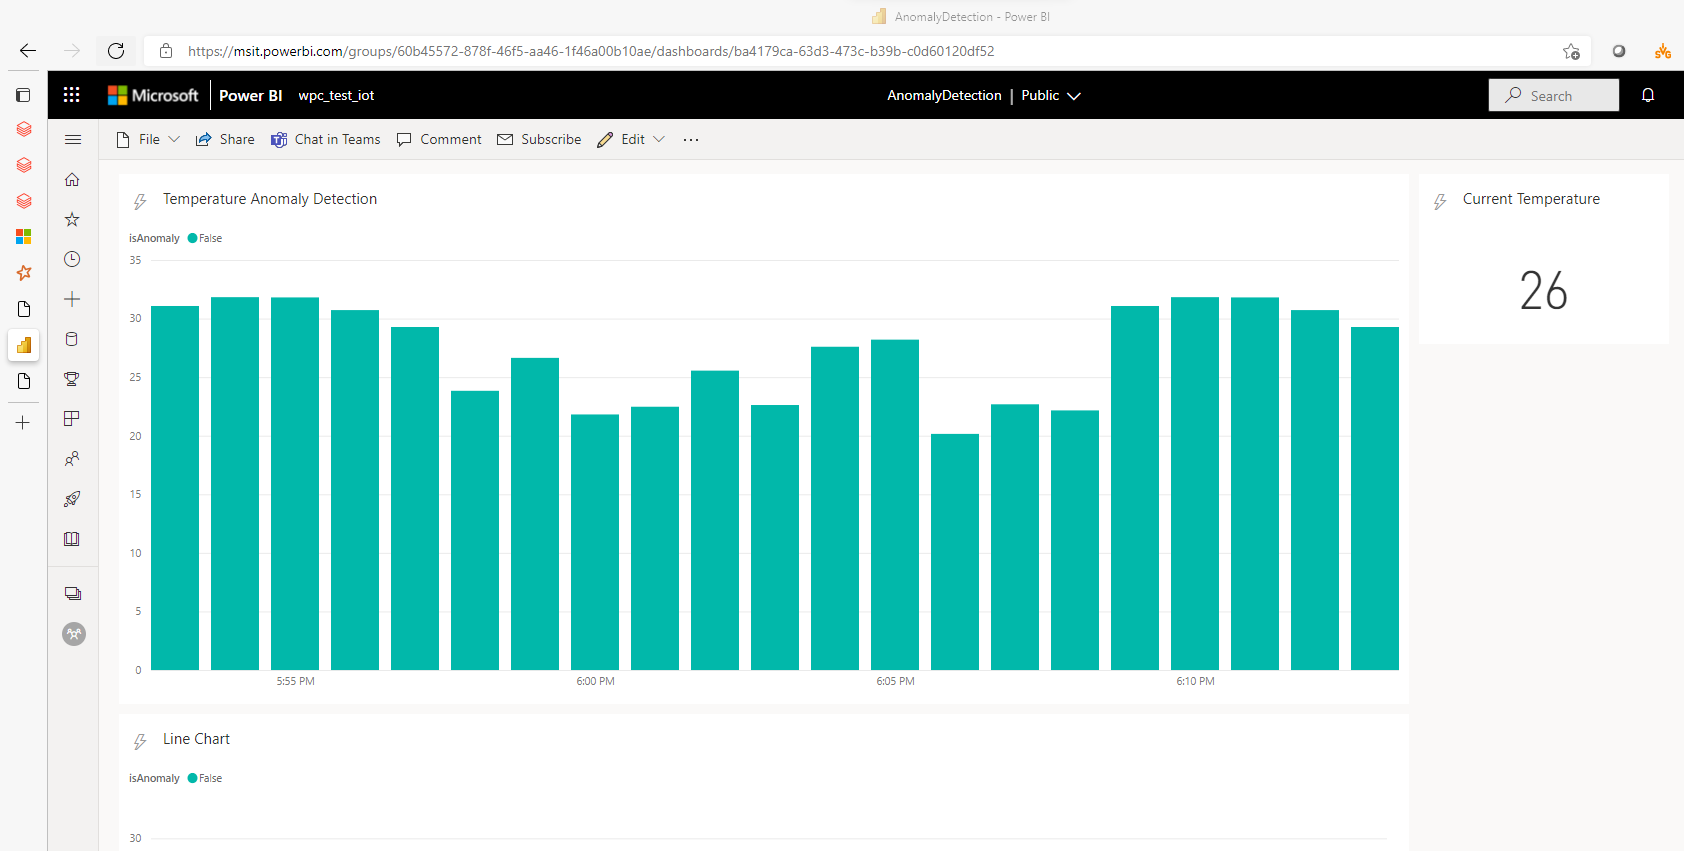 AnomalyDetection - Power BI
https://msit.powerbi.com/groups/60b45572-878f-46f5-aa46-1f46a00b10ae/dashboards/ba4179ca-63d3-473c-b39b-c0d60120df52
SVG
Microsoft Power BI wpc_test_iot AnomalyDetection | Public Search
File Share Chat in Teams Comment Subscribe Edit ...
Temperature Anomaly Detection
isAnomaly False
35
30
25
20
15
10
5
0
5:55 PM 6:00 PM 6:05 PM 6:10 PM
Current Temperature
26
Line Chart
isAnomaly False
30